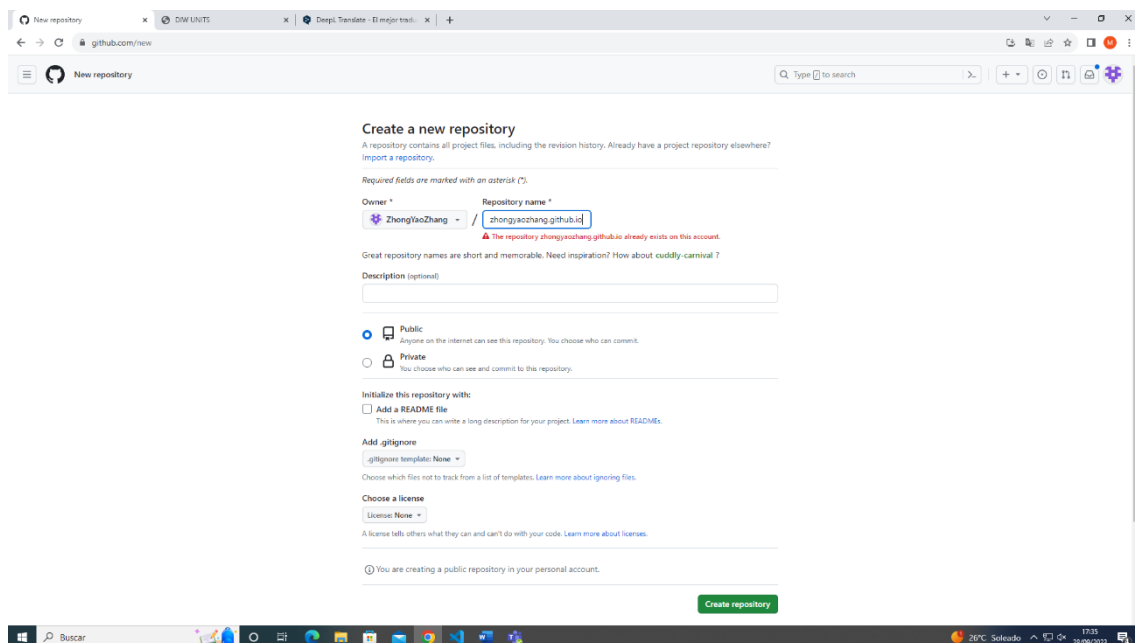 New repository
DIW UNITS
DeepL Translate - El mejor tradu
github.com/new
M
New repository
Type / to search
Create a new repository
A repository contains all project files, including the revision history. Already have a project repository elsewhere?
Import a repository.
Required fields are marked with an asterisk (*).
Owner * Repository name *
ZhongYaoZhang / zhongyaozhang.github.io
The repository zhongyaozhang.github.io already exists on this account.
Great repository names are short and memorable. Need inspiration? How about cuddly-carnival ?
Description (optional)
Public
Anyone on the internet can see this repository. You choose who can commit.
Private
You choose who can see and commit to this repository.
Initialize this repository with:
Add a README file
This is where you can write a long description for your project. Learn more about READMEs.
Add .gitignore
.gitignore template: None
Choose which files not to track from a list of templates. Learn more about ignoring files.
Choose a license
License: None
A license tells others what they can and can't do with your code. Learn more about licenses.
You are creating a public repository in your personal account.
Create repository
Buscar
26°C Soleado
17:35
20/09/2023